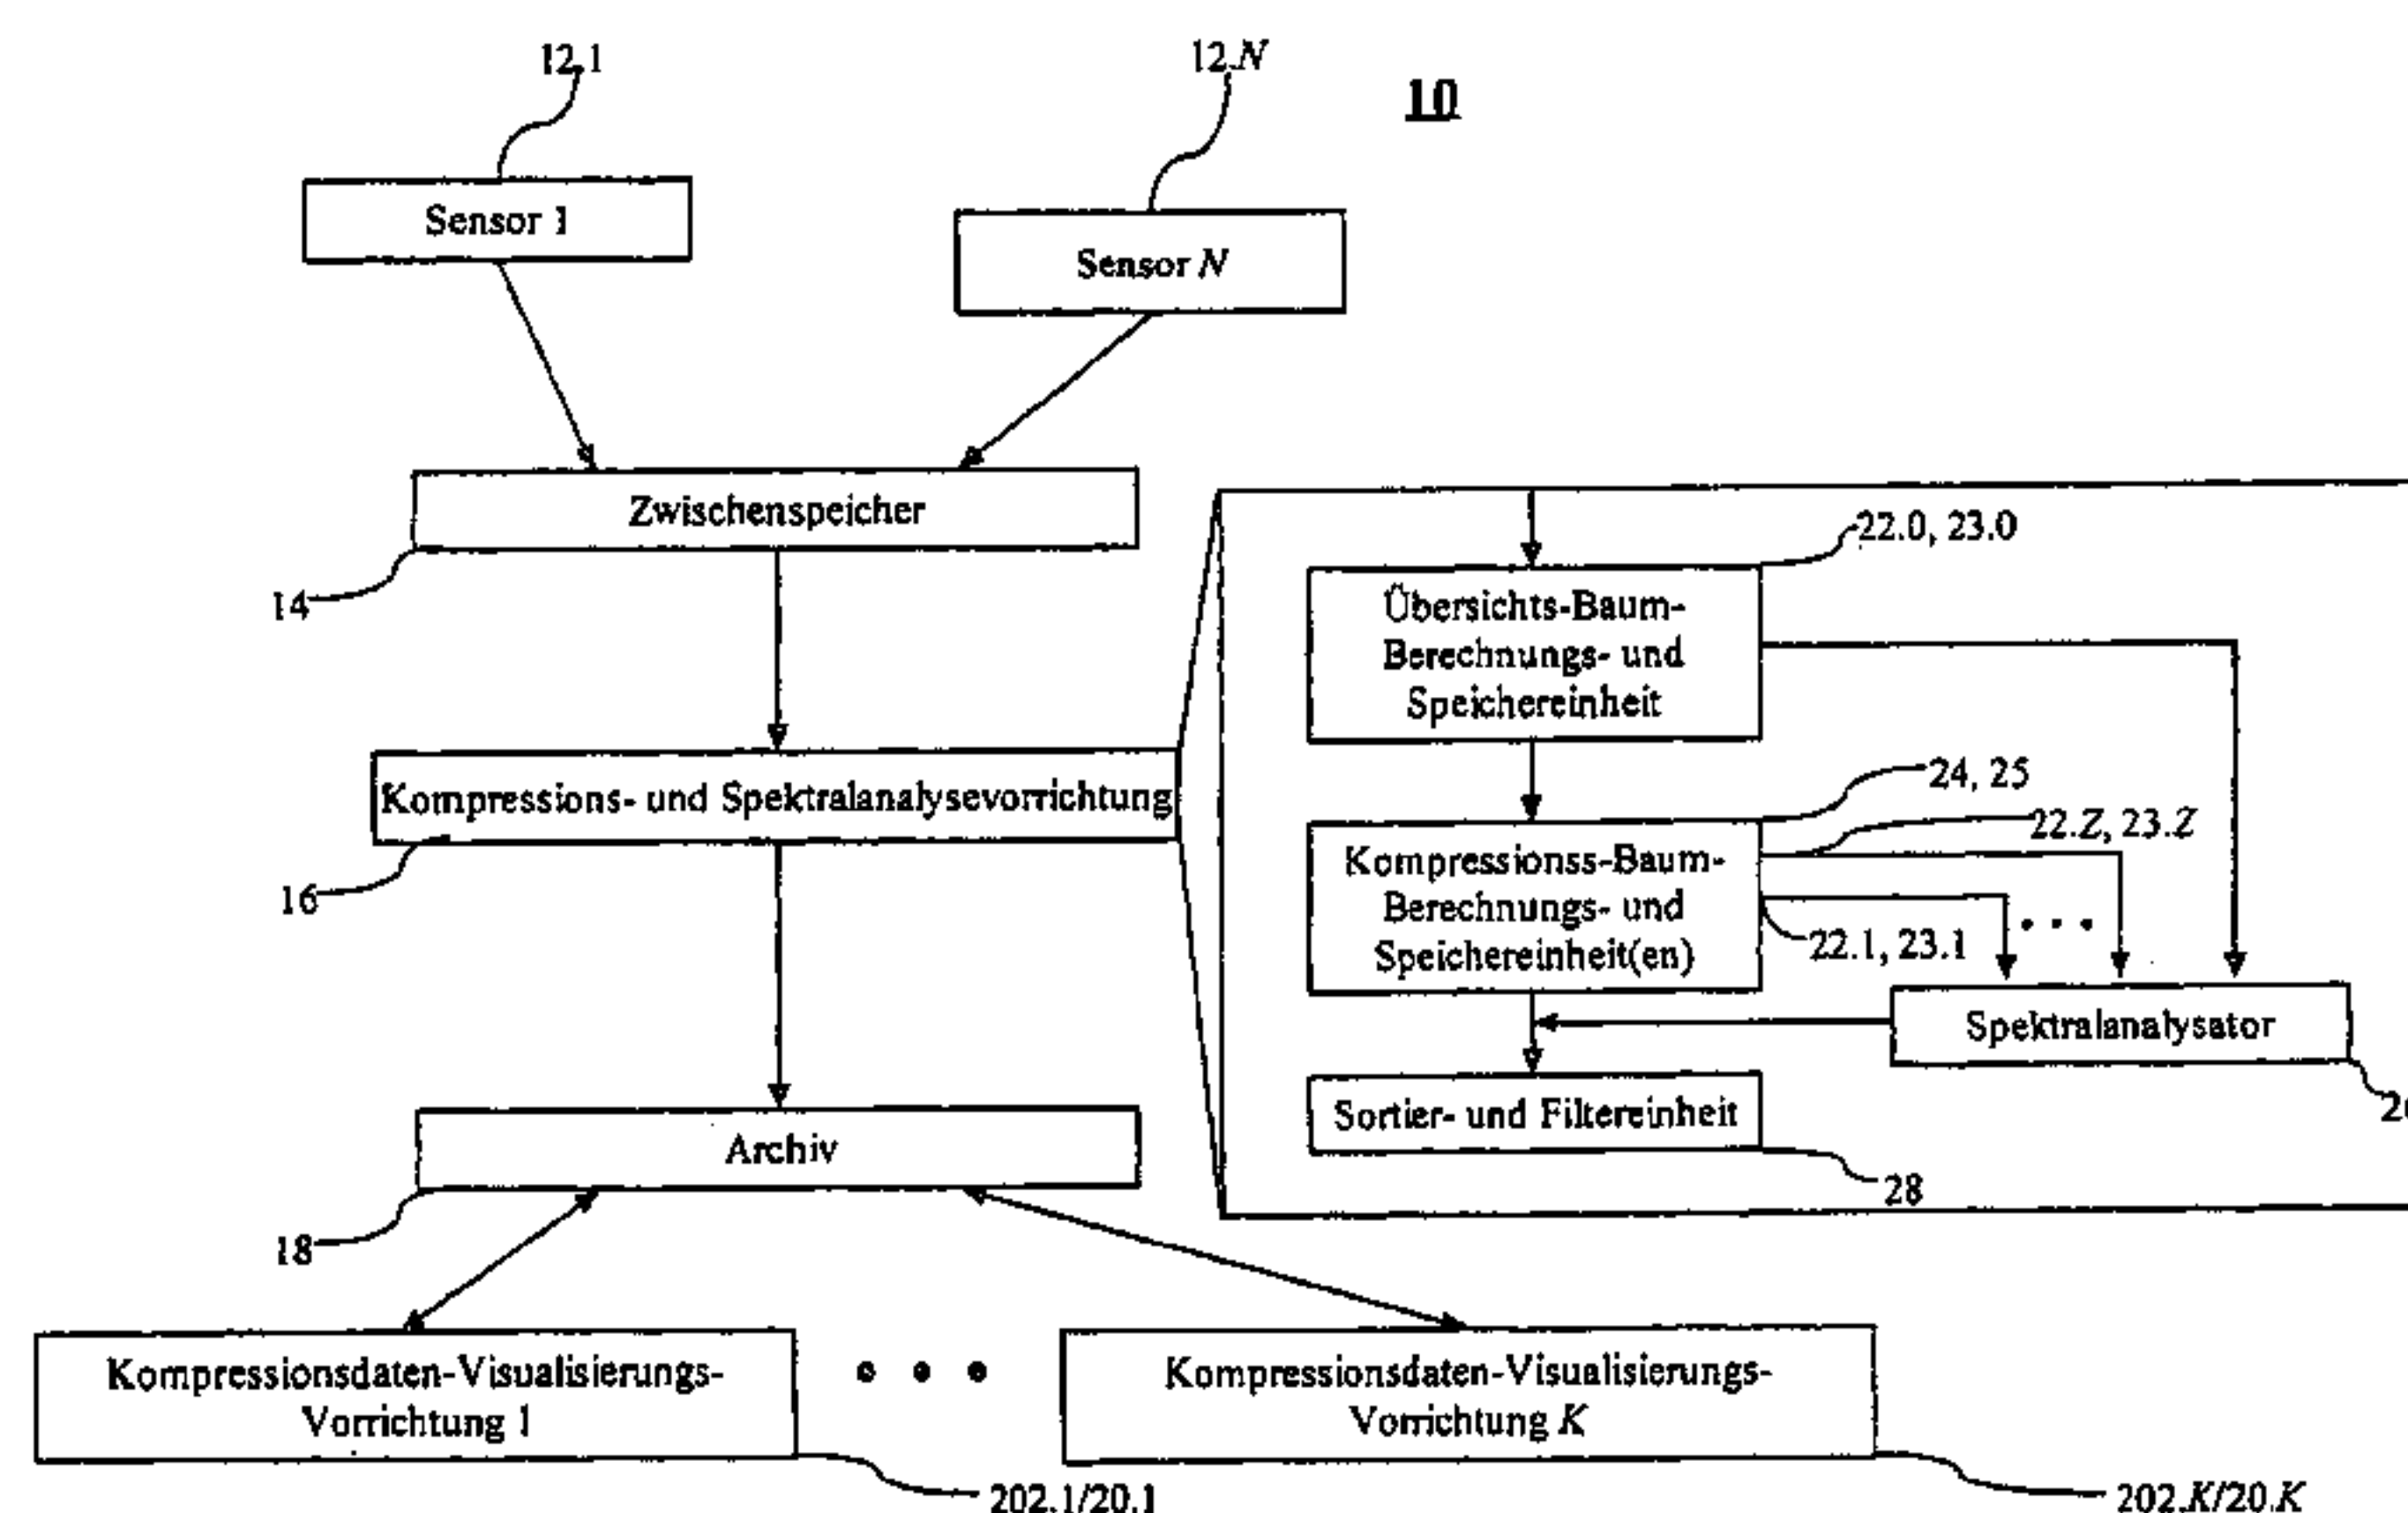 12.1
12.N
10
Sensor 1
Sensor N
Zwischenspeicher
14
22.0, 23.0
Übersichts-Baum-
Berechnungs- und
Speichereinheit
Kompressions- und Spektralanalysevorrichtung
16
24, 25
22.Z, 23.Z
Kompressionss-Baum-
Berechnungs- und
Speichereinheit(en)
22.1, 23.1
Spektralanalysator
Sortier- und Filtereinheit
28
Archiv
18
Kompressionsdaten-Visualisierungs-
Vorrichtung 1
Kompressionsdaten-Visualisierungs-
Vorrichtung K
202.1/20.1
202.K/20.K